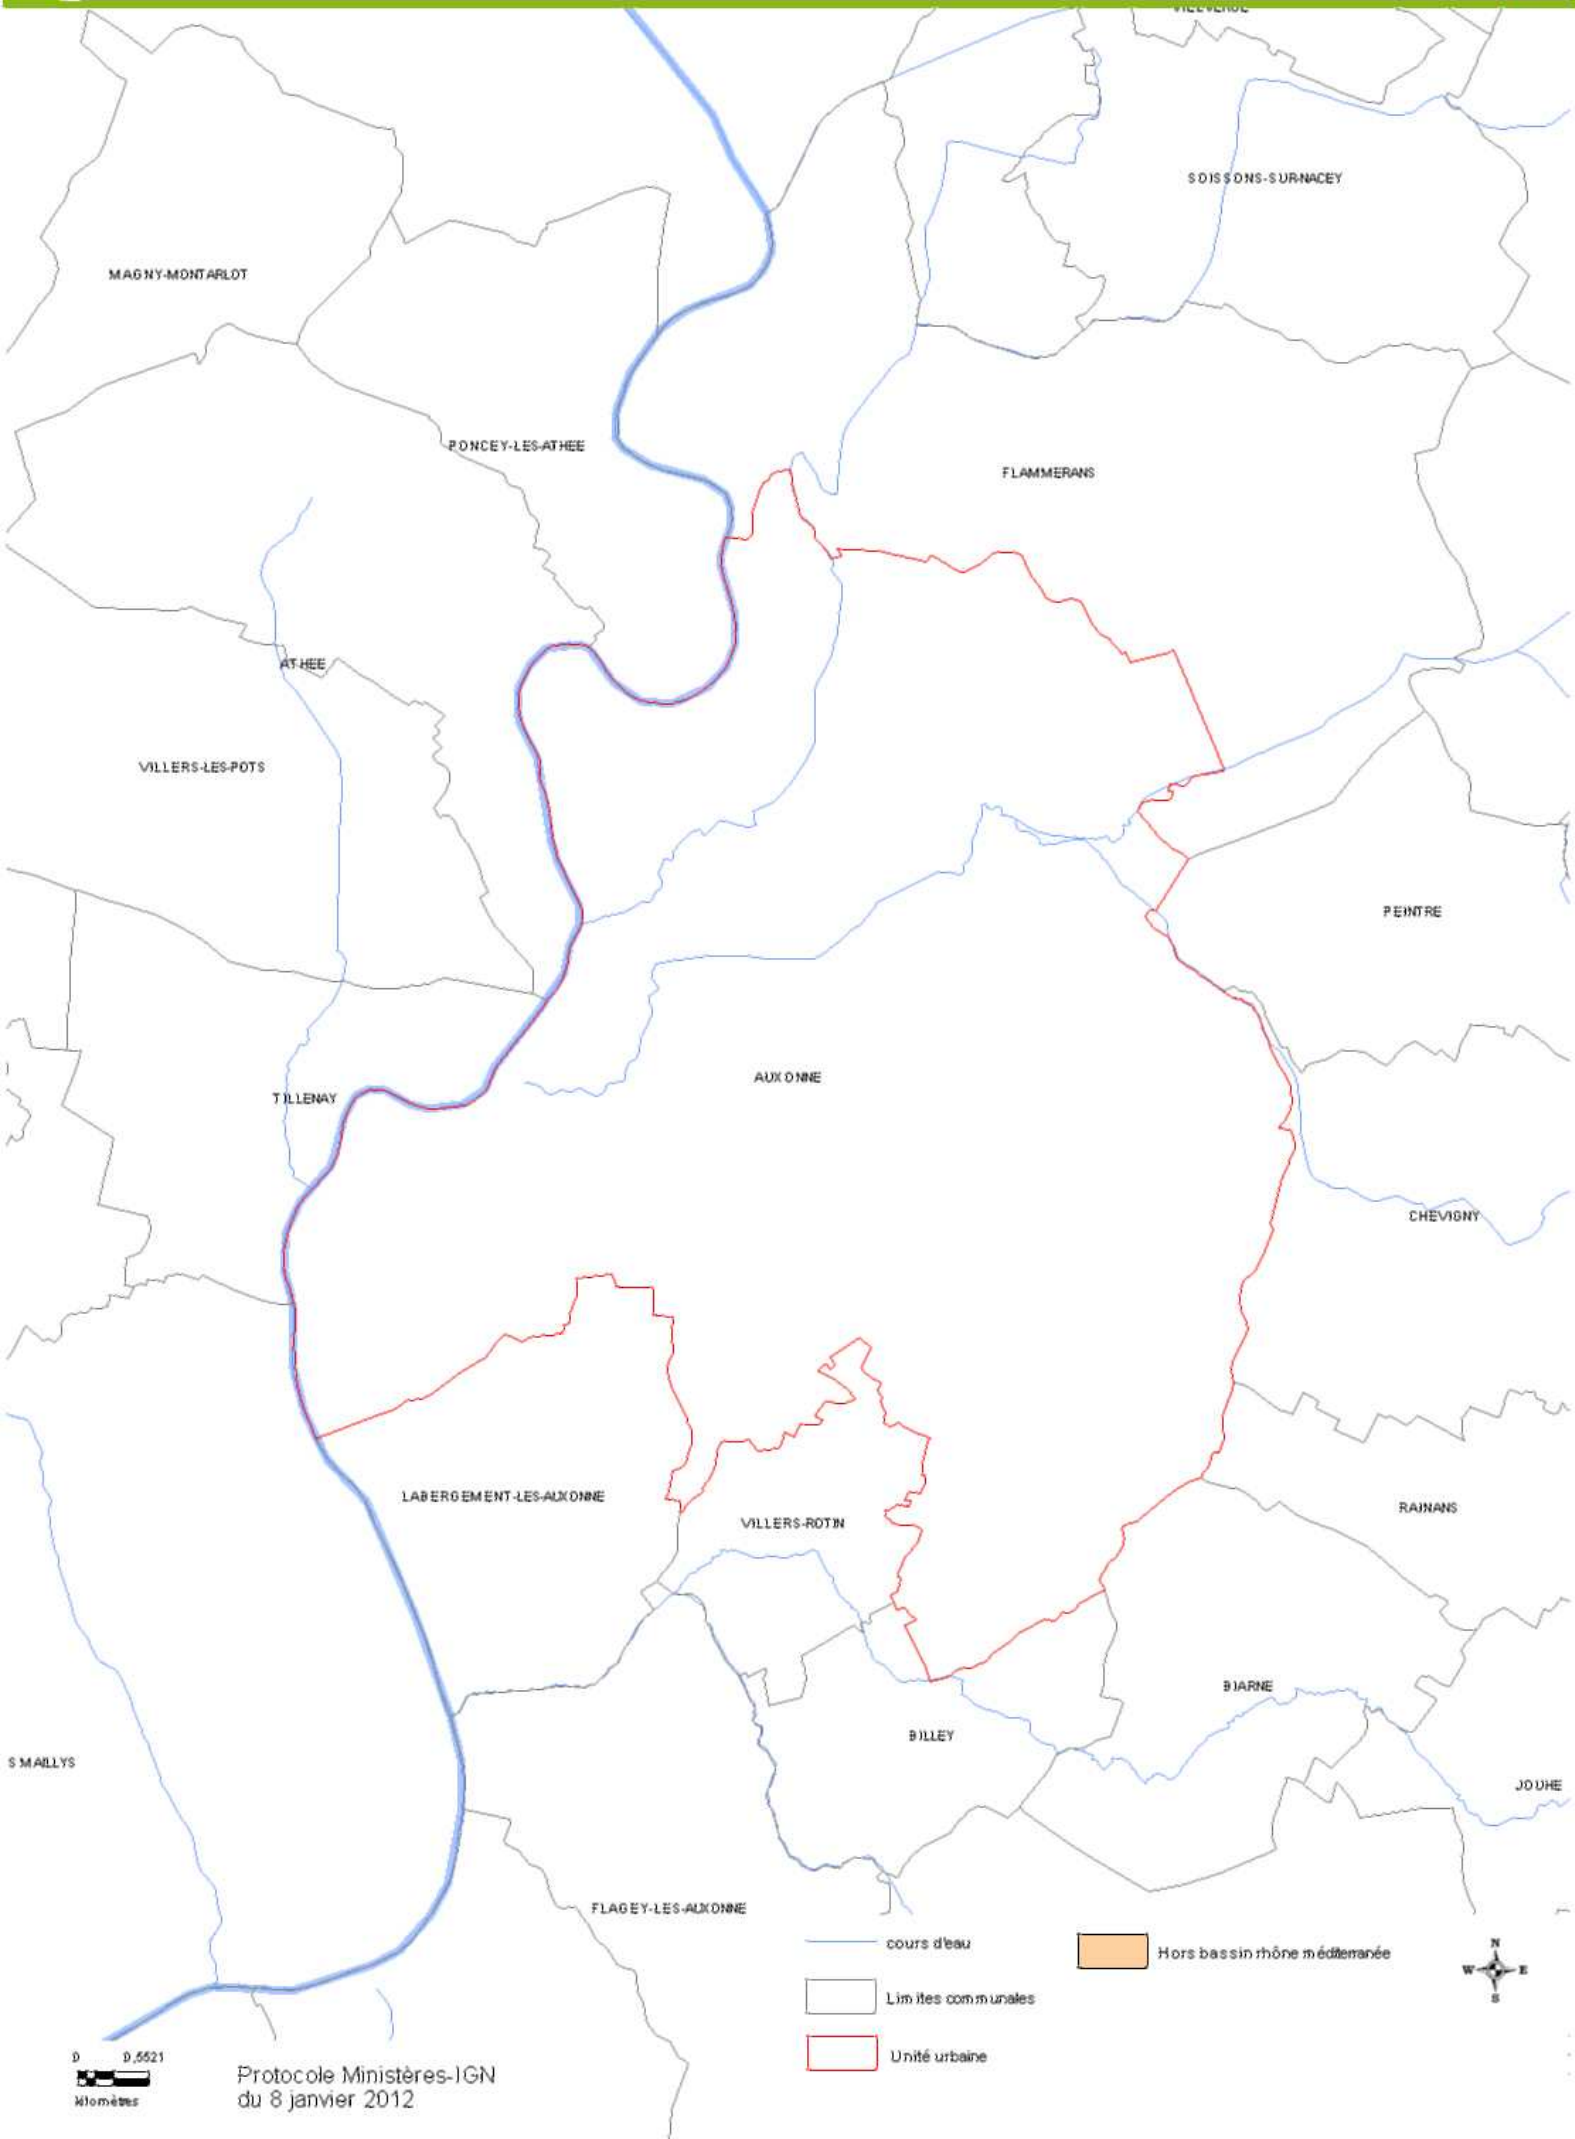 SOISSONS-SUR-NACEY
MAGNY-MONTARLOT
PONCEY-LES-ATHEE
FLAMMERANS
ATHEE
VILLERS-LES-POTS
PEINTRE
AUXONNE
TILLENAY
CHEVIGNY
LABERGEMENT-LES-AUXONNE
RAINANS
VILLERS-ROTIN
BIARNE
BILLEY
S MAILLYS
JOUHE
FLAGEY-LES-AUXONNE
cours d'eau
Hors bassin rhône méditerranée
N
W E
S
Limites communales
Unité urbaine
0 0,5521
kilomètres
Protocole Ministères-IGN
du 8 janvier 2012